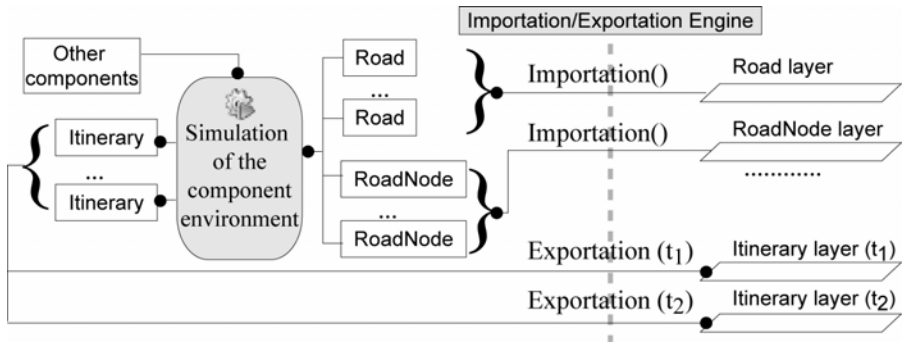 Importation/Exportation Engine
Other
components
Road
...
Road
Importation()
Road layer
Itinerary
...
Itinerary
Simulation
of the
component
environment
RoadNode
...
RoadNode
Importation()
RoadNode layer
............
Exportation (t1)
Itinerary layer (t1)
Exportation (t2)
Itinerary layer (t2)